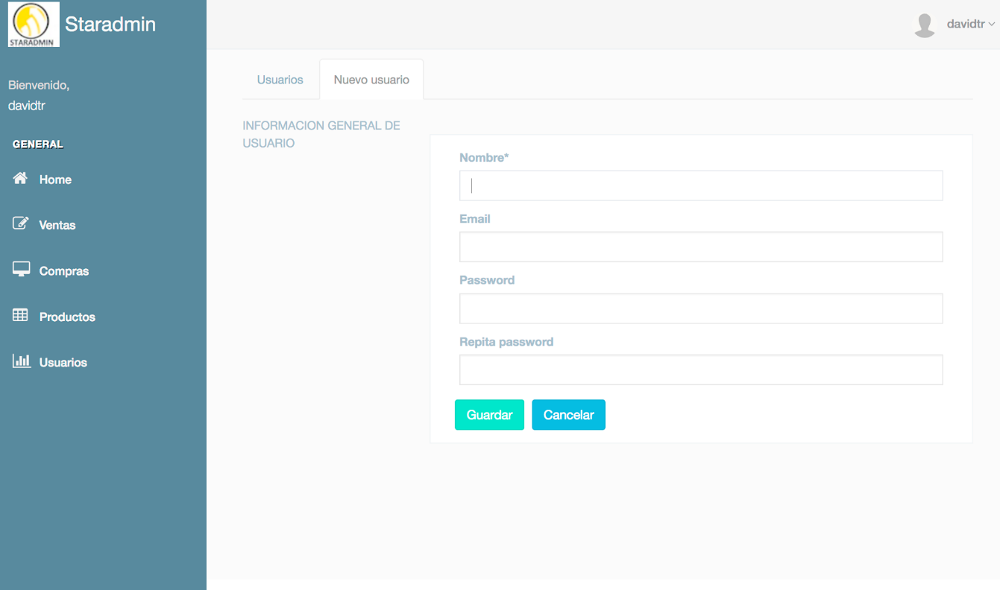 STARADMIN
Staradmin
davidtr
Bienvenido,
davidtr
GENERAL
Home
Ventas
Compras
Productos
Usuarios
Usuarios
Nuevo usuario
INFORMACION GENERAL DE
USUARIO
Nombre*
Email
Password
Repita password
Guardar
Cancelar